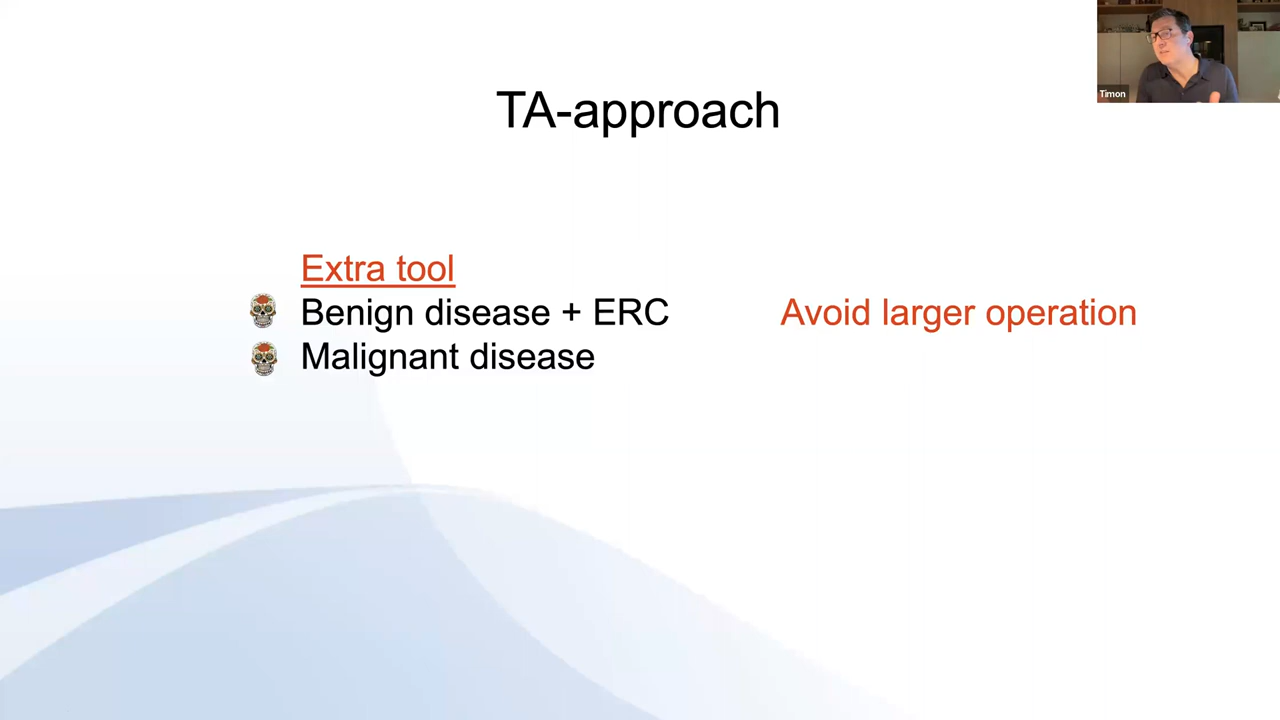 Timon
TA-approach
Extra tool
Benign disease + ERC
Avoid larger operation
Malignant disease